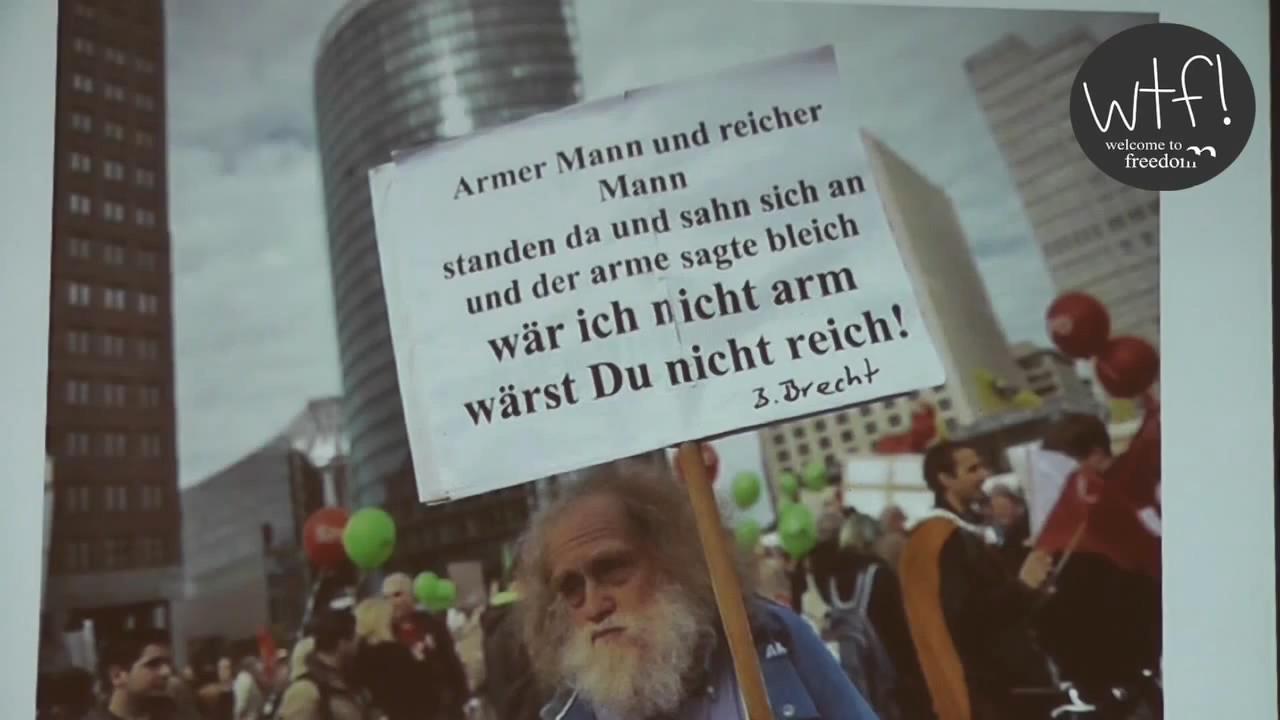 wtf!
welcome to
freedom
Armer Mann und reicher
Mann
standen da und sahn sich an
und der arme sagte bleich
wär ich nicht arm
wärst Du nicht reich!
B. Brecht